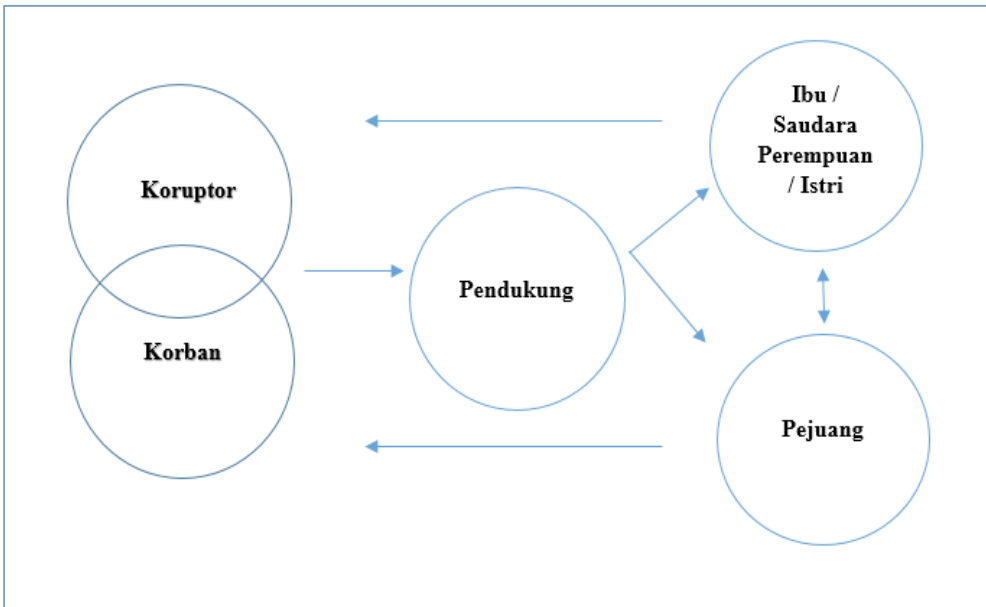 Koruptor
Korban
Pendukung
Ibu /
Saudara
Perempuan
/ Istri
Pejuang